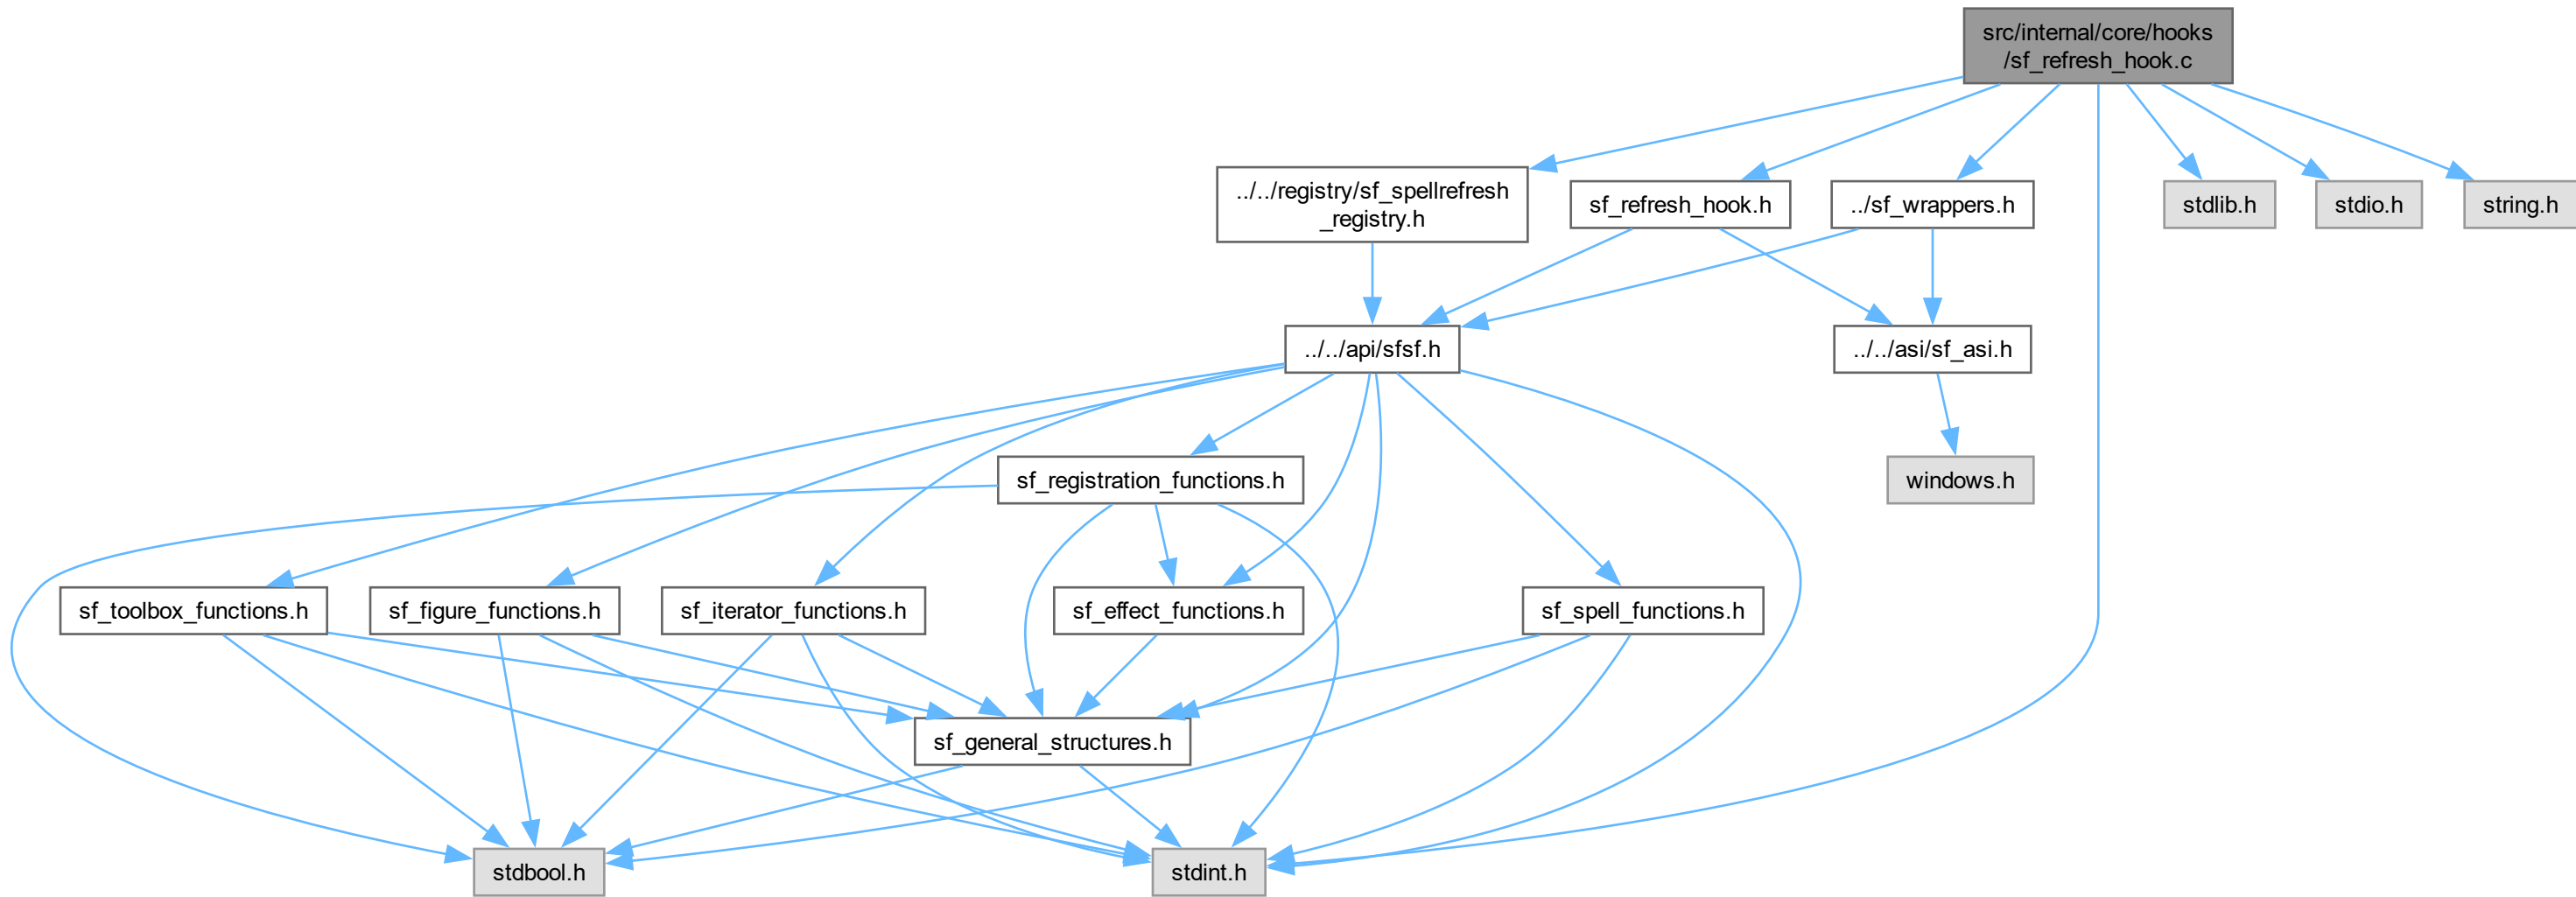 src/internal/core/hooks
/sf_refresh_hook.c
../../registry/sf_spellrefresh
_registry.h
sf_refresh_hook.h
../sf_wrappers.h
stdlib.h
stdio.h
string.h
../../api/sfsf.h
../../asi/sf_asi.h
sf_registration_functions.h
windows.h
sf_toolbox_functions.h
sf_figure_functions.h
sf_iterator_functions.h
sf_effect_functions.h
sf_spell_functions.h
sf_general_structures.h
stdbool.h
stdint.h